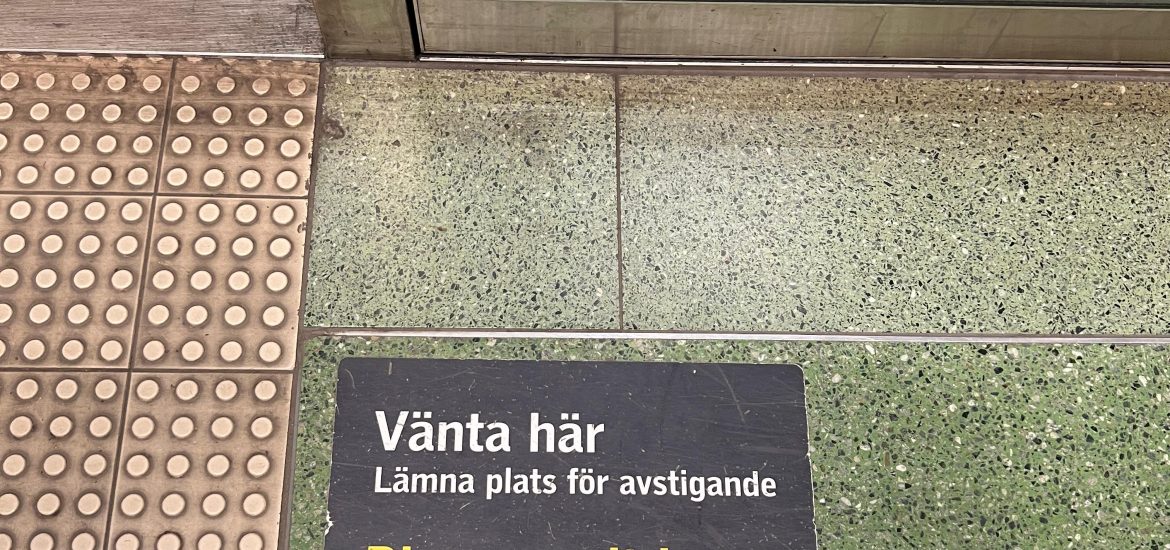 Vänta här
Lämna plats för avstigande